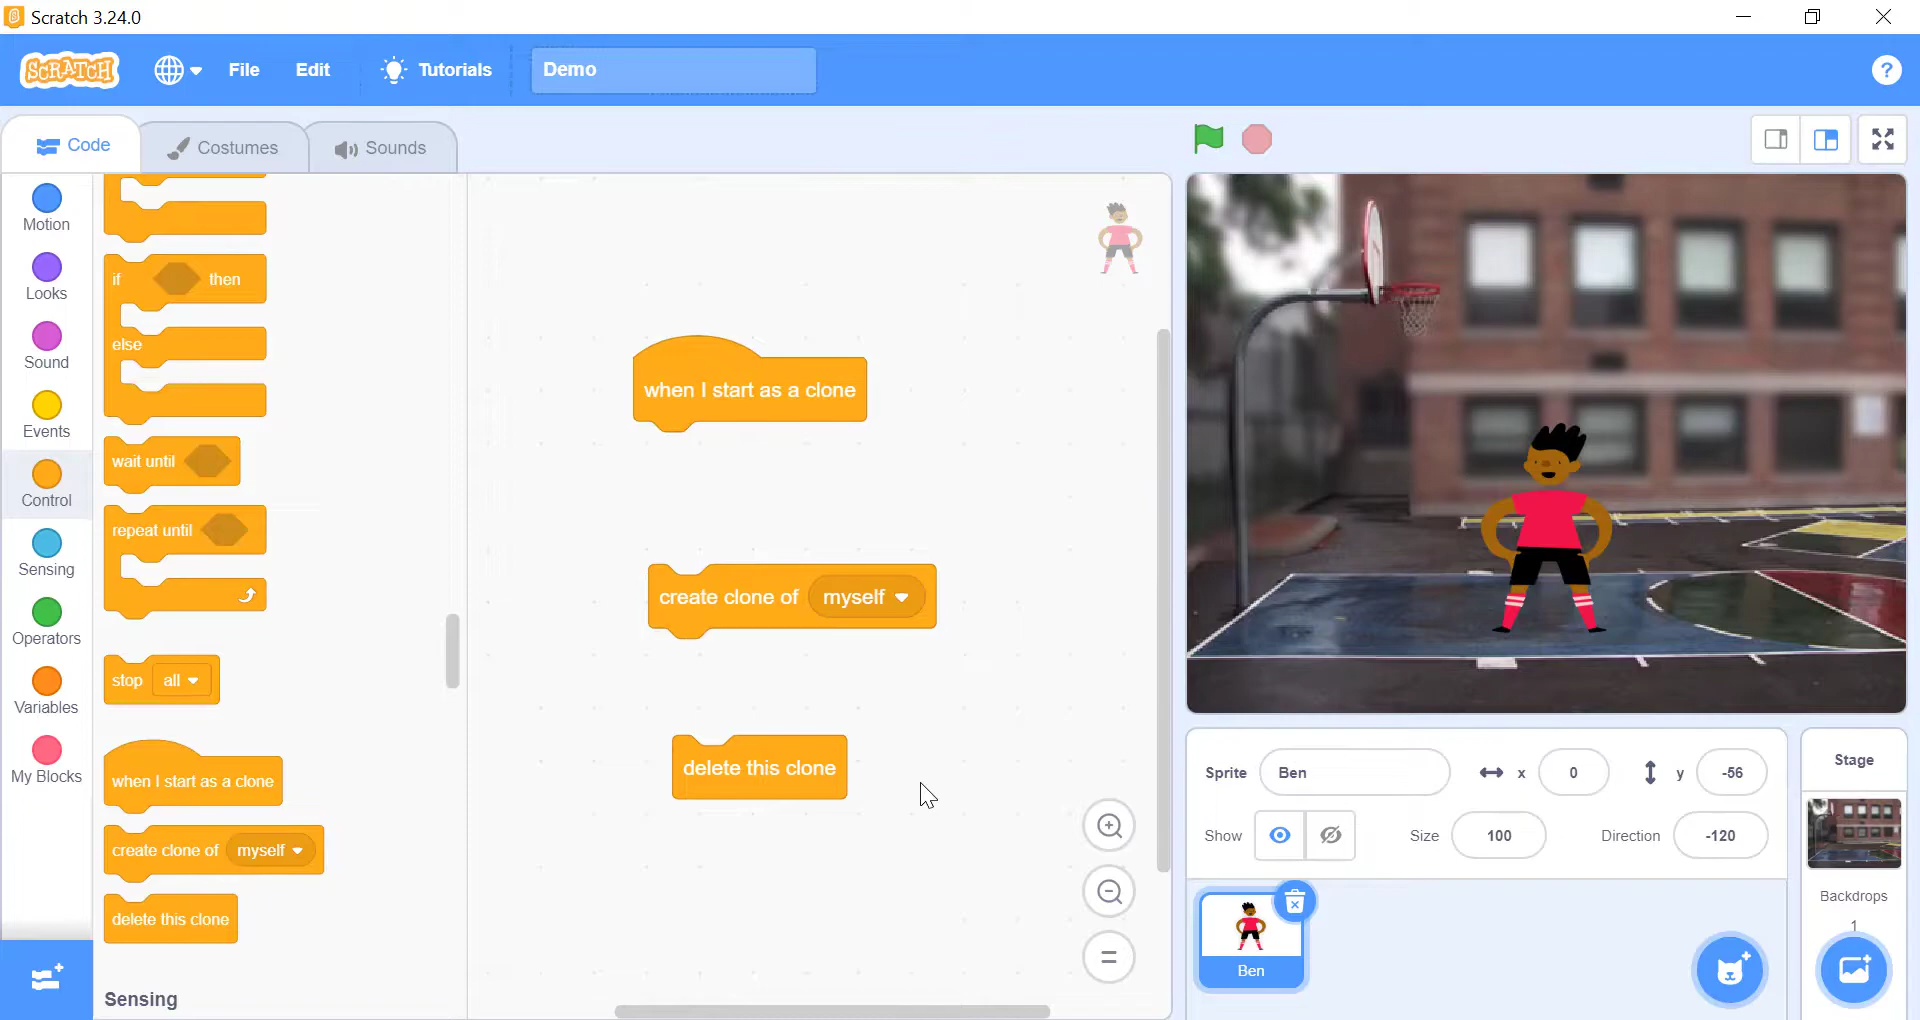 Scratch 3.24.0
SCRATCH
File
Edit
Tutorials
Demo
?
Code
Costumes
Sounds
Motion
Looks
Sound
Events
Control
Sensing
Operators
Variables
My Blocks
if then
else
wait until
repeat until
stop all
when I start as a clone
create clone of myself
delete this clone
Sensing
when I start as a clone
create clone of myself
delete this clone
Sprite Ben x 0 y -56
Show Size 100 Direction -120
Ben
Stage
Backdrops
1